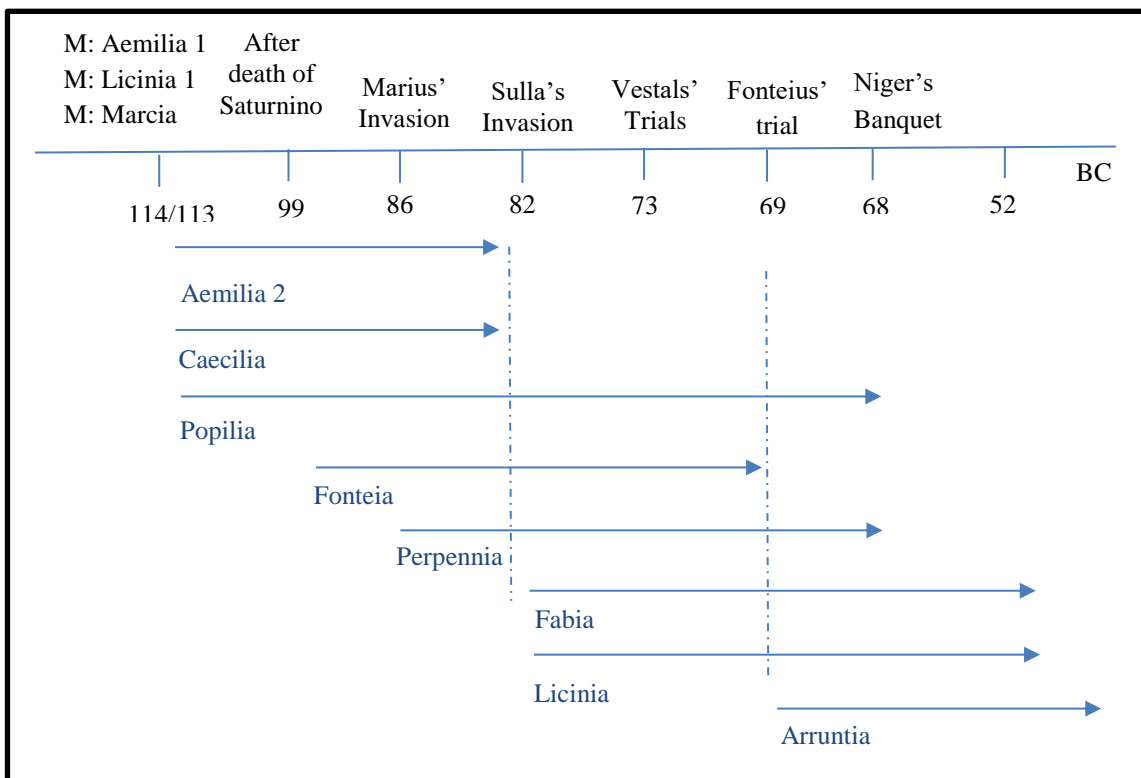 M: Aemilia 1
M: Licinia 1
M: Marcia
After
death of
Saturnino
Marius’
Invasion
Sulla’s
Invasion
Vestals’
Trials
Fonteius’
trial
Niger’s
Banquet
BC
114/113
99
86
82
73
69
68
52
Aemilia 2
Caecilia
Popilia
Fonteia
Perpennia
Fabia
Licinia
Arruntia